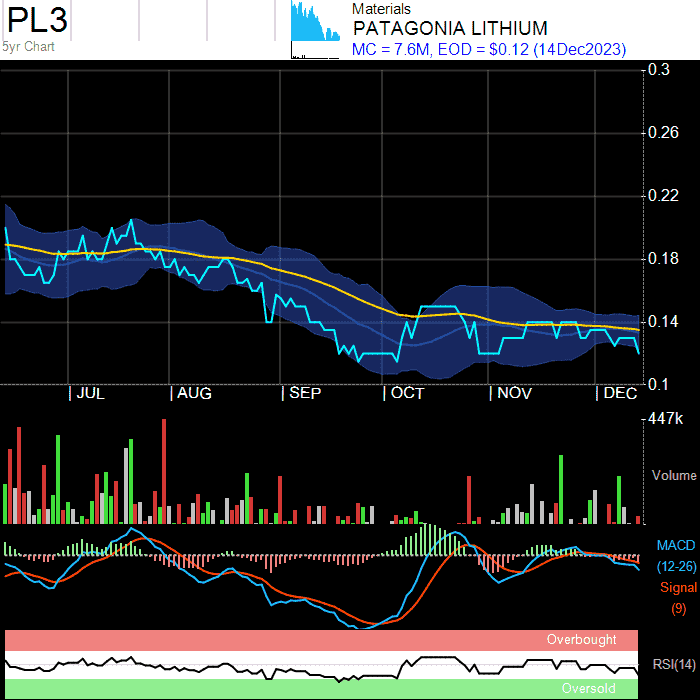 PL3
5yr Chart
Materials
PATAGONIA LITHIUM
MC = 7.6M, EOD = $0.12 (14Dec2023)
0.3
0.26
0.22
0.18
0.14
0.1
JUL AUG SEP OCT NOV DEC
447k
Volume
MACD
(12-26)
Signal
(9)
Overbought
RSI(14)
Oversold